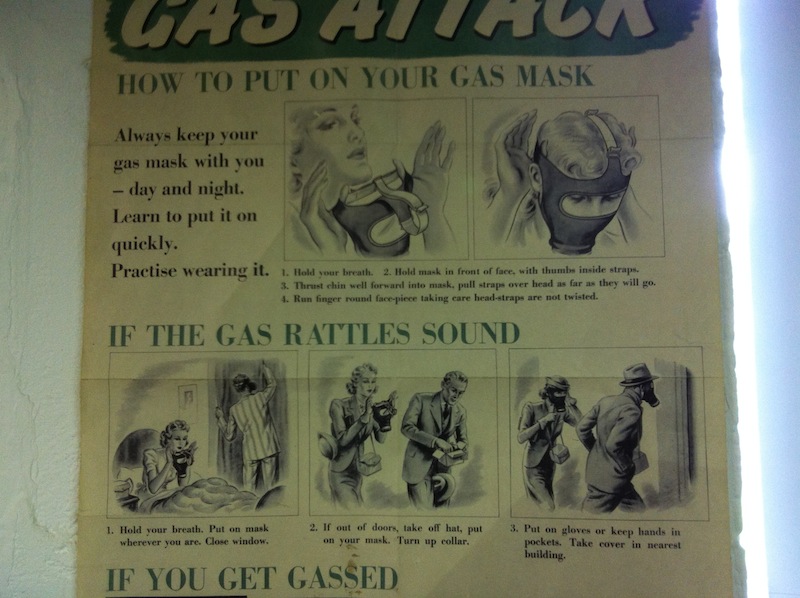 GAS ATTACK
HOW TO PUT ON YOUR GAS MASK
Always keep your
gas mask with you
– day and night.
Learn to put it on
quickly.
Practise wearing it.
1. Hold your breath. 2. Hold mask in front of face, with thumbs inside straps.
3. Thrust chin well forward into mask, pull straps over head as far as they will go.
4. Run finger round face-piece taking care head-straps are not twisted.
IF THE GAS RATTLES SOUND
1. Hold your breath. Put on mask
wherever you are. Close window.
2. If out of doors, take off hat, put
on your mask. Turn up collar.
3. Put on gloves or keep hands in
pockets. Take cover in nearest
building.
IF YOU GET GASSED